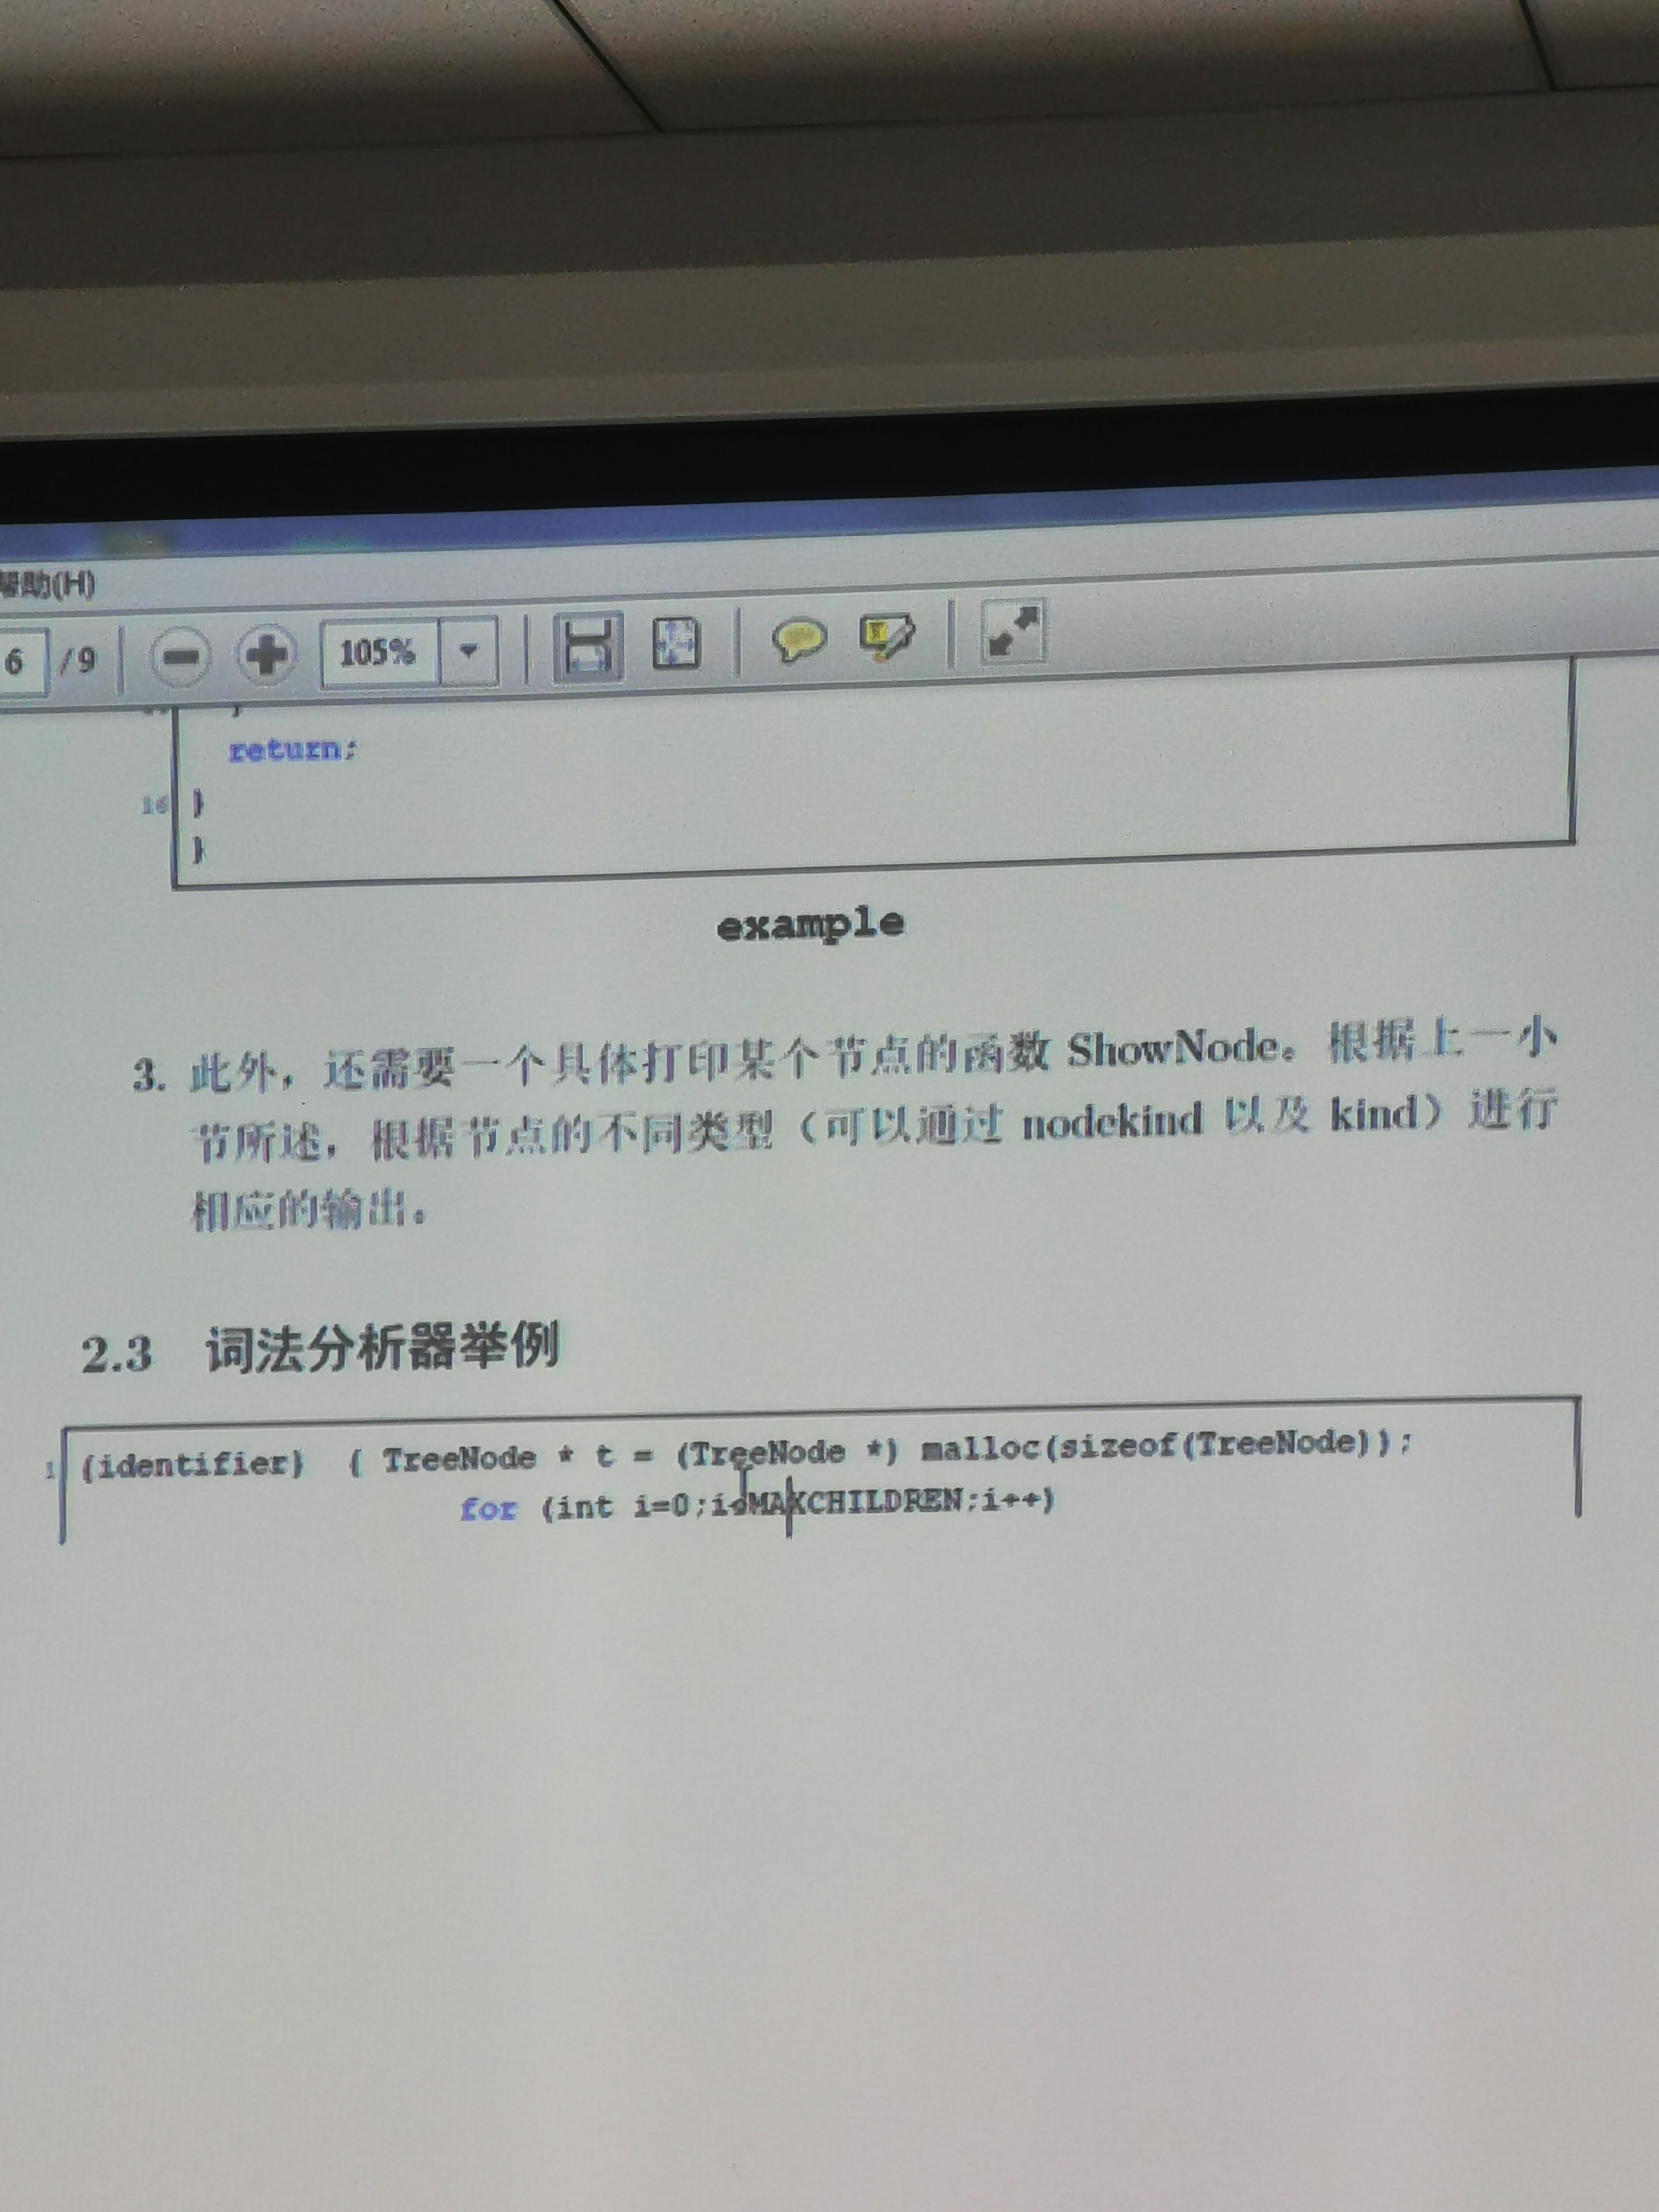 帮助(H)
6 / 9 105%
return;
16 }
}
example
3. 此外，还需要一个具体打印某个节点的函数 ShowNode。根据上一小
节所述，根据节点的不同类型（可以通过 nodekind 以及 kind）进行
相应的输出。
2.3 词法分析器举例
1 {identifier} { TreeNode * t = (TreeNode *) malloc(sizeof(TreeNode));
for (int i=0;i<MAXCHILDREN;i++)